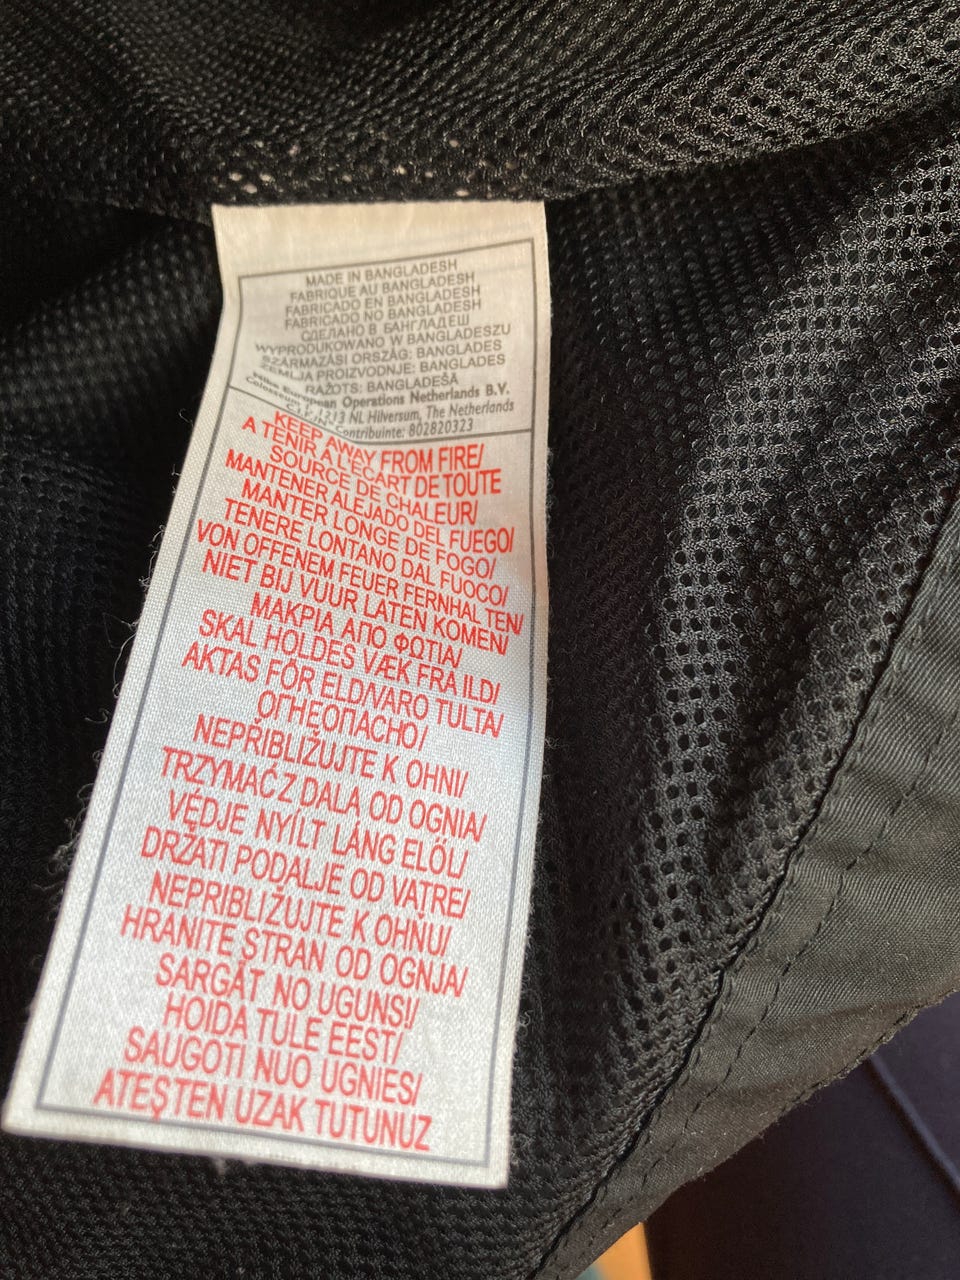 MADE IN BANGLADESH
FABRIQUE AU BANGLADESH
FABRICADO EN BANGLADESH
FABRICADO NO BANGLADESH
СДЕЛАНО В БАНГЛАДЕШ
WYPRODUKOWANO W BANGLADESZU
SZÁRMAZÁSI ORSZÁG: BANGLADES
ZEMLJA PROIZVODNJE: BANGLADES
RAŽOTS: BANGLADEŠĀ
Nike European Operations Netherlands B.V.
Colosseum 1213 NL Hilversum, The Netherlands
Contribuinte: 802820323
KEEP AWAY FROM FIRE/
A TENIR A L'ECART DE TOUTE
SOURCE DE CHALEUR/
MANTENER ALEJADO DEL FUEGO/
MANTER LONGE DE FOGO/
TENERE LONTANO DAL FUOCO/
VON OFFENEM FEUER FERNHALTEN/
NIET BIJ VUUR LATEN KOMEN/
ΜΑΚΡΙΑ ΑΠΟ ΦΩΤΙΑ/
SKAL HOLDES VÆK FRA ILD/
AKTAS FÖR ELD/VARO TULTA/
ОГНЕОПАСНО/
NEPŘIBLIŽUJTE K OHNI/
TRZYMAĆ Z DALA OD OGNIA/
VÉDJE NYÍLT LÁNG ELŐL/
DRŽATI PODALJE OD VATRE/
NEPRIBLIŽUJTE K OHŇU/
HRANITE STRAN OD OGNJA/
SARGĀT NO UGUNS!/
HOIDA TULE EEST/
SAUGOTI NUO UGNIES/
ATEŞTEN UZAK TUTUNUZ